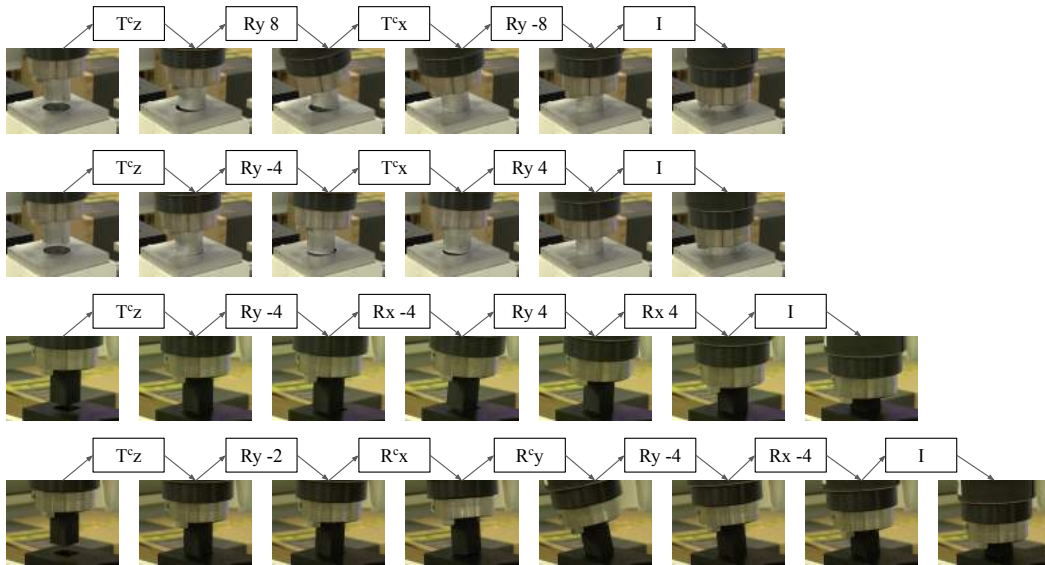 Tᶜz Ry 8 Tᶜx Ry -8 I
Tᶜz Ry -4 Tᶜx Ry 4 I
Tᶜz Ry -4 Rx -4 Ry 4 Rx 4 I
Tᶜz Ry -2 Rᶜx Rᶜy Ry -4 Rx -4 I